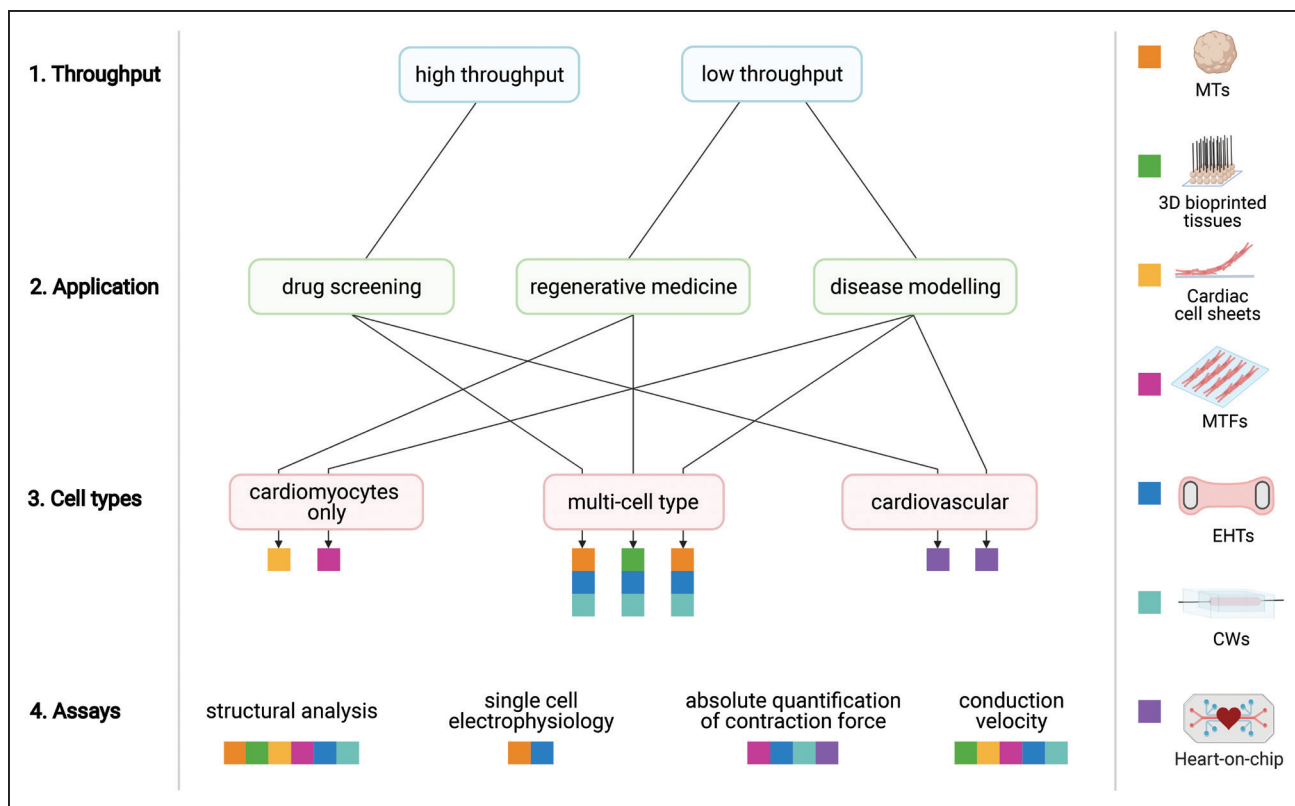 1. Throughput
high throughput
low throughput
2. Application
drug screening
regenerative medicine
disease modelling
3. Cell types
cardiomyocytes
only
multi-cell type
cardiovascular
4. Assays
structural analysis
single cell
electrophysiology
absolute quantification
of contraction force
conduction
velocity
MTs
3D bioprinted
tissues
Cardiac
cell sheets
MTFs
EHTs
CWs
Heart-on-chip